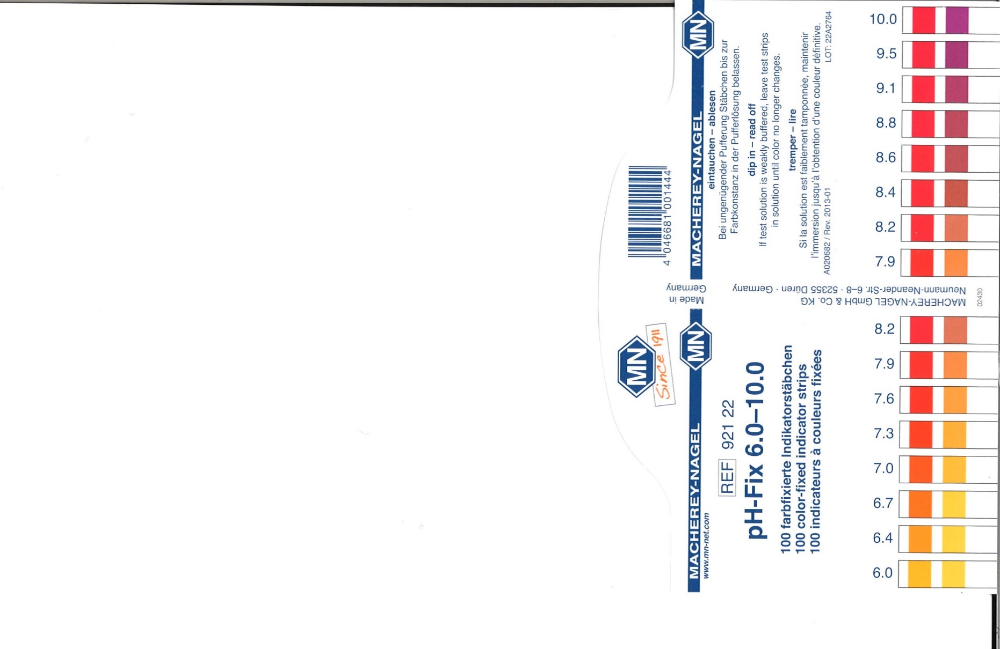 MN
MACHEREY-NAGEL
eintauchen – ablesen
Bei ungenügender Pufferung Stäbchen bis zur
Farbkonstanz in der Pufferlösung belassen.
dip in – read off
If test solution is weakly buffered, leave test strips
in solution until color no longer changes.
tremper – lire
Si la solution est faiblement tamponnée, maintenir
l'immersion jusqu'à l'obtention d'une couleur définitive.
A020682 / Rev. 2013-01
LOT: 22A2764
10.0
9.5
9.1
8.8
8.6
8.4
8.2
7.9
4 046681 001444
Made in
Germany
MACHEREY-NAGEL GmbH & Co. KG
Neumann-Neander-Str. 6–8 · 52355 Düren · Germany
02430
MN
Since 1911
MN
MACHEREY-NAGEL
www.mn-net.com
REF 921 22
pH-Fix 6.0–10.0
100 farbfixierte Indikatorstäbchen
100 color-fixed indicator strips
100 indicateurs à couleurs fixées
8.2
7.9
7.6
7.3
7.0
6.7
6.4
6.0